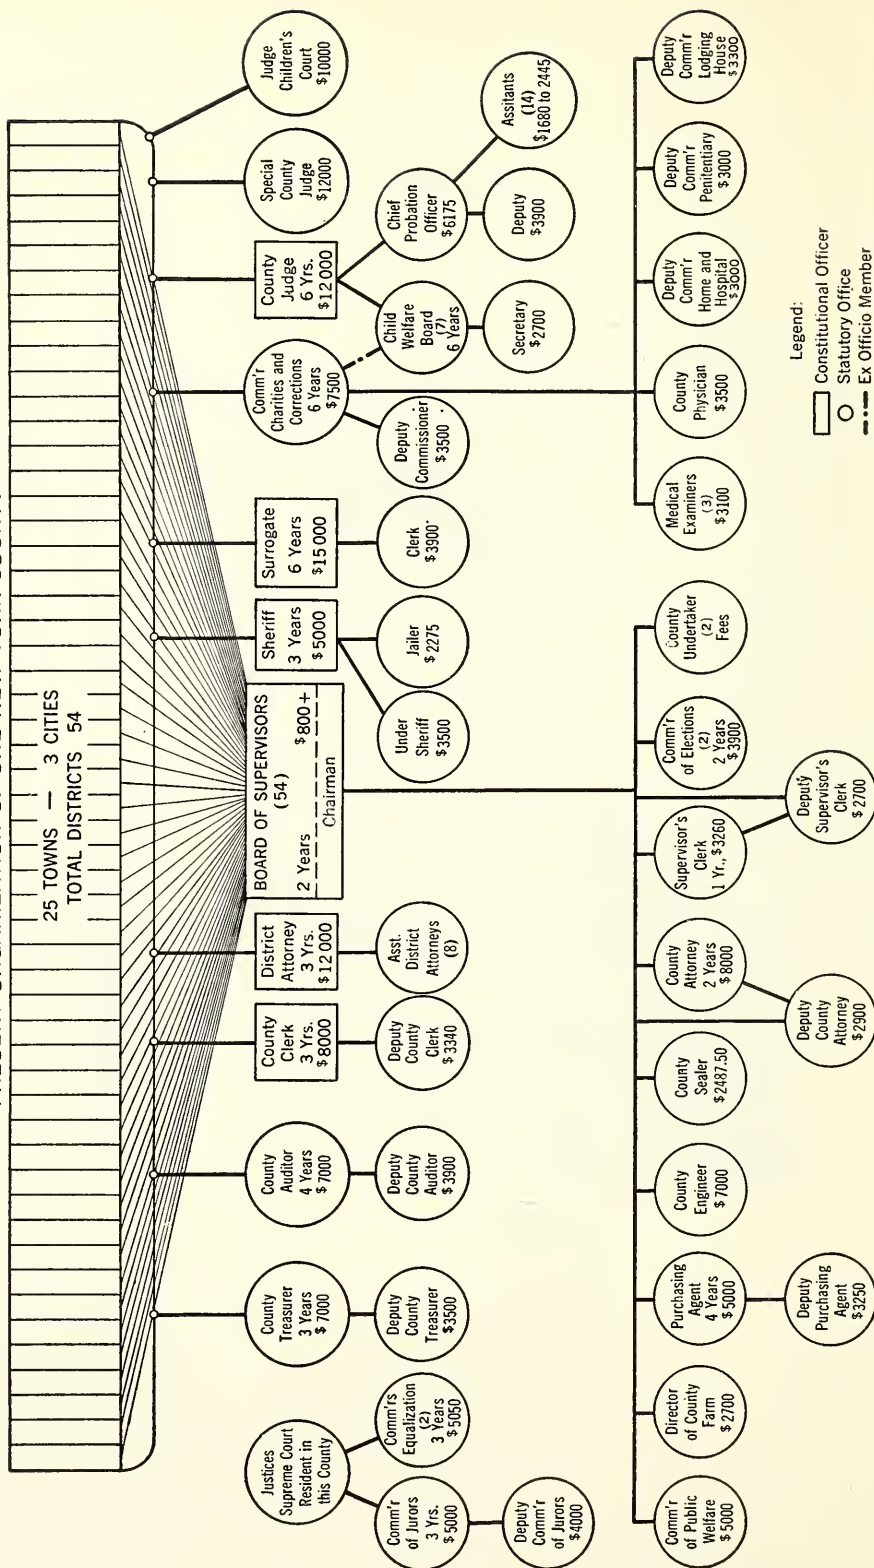 25 TOWNS — 3 CITIES
TOTAL DISTRICTS 54
BOARD OF SUPERVISORS
(54)
2 Years $800+
Chairman
Justices
Supreme Court
Resident in
this County
Comm'r
of Jurors
3 Yrs.
$5000
Deputy
Comm'r
of Jurors
$4000
Comm'rs
Equalization
(2)
3 Years
$5050
County
Treasurer
3 Years
$7000
Deputy
County
Treasurer
$3500
County
Auditor
4 Years
$7000
Deputy
County
Auditor
$3900
County
Clerk
3 Yrs.
$8000
Deputy
County
Clerk
$3340
District
Attorney
3 Yrs.
$12000
Asst.
District
Attorneys
(8)
Sheriff
3 Years
$5000
Under
Sheriff
$3500
Jailer
$2275
Surrogate
6 Years
$15000
Clerk
$3900
Comm'r
Charities and
Corrections
6 Years
$7500
Deputy
Commissioner
$3500
County
Judge
6 Yrs.
$12000
Child
Welfare
Board
(7)
6 Years
Secretary
$2700
Chief
Probation
Officer
$6175
Deputy
$3900
Assitants
(14)
$1680 to 2445
Special
County
Judge
$12000
Judge
Children's
Court
$10000
Comm'r
of Public
Welfare
$5000
Director
of County
Farm
$2700
Purchasing
Agent
4 Years
$5000
Deputy
Purchasing
Agent
$3250
County
Engineer
$7000
County
Sealer
$2487.50
County
Attorney
2 Years
$8000
Deputy
County
Attorney
$2900
Supervisor's
Clerk
1 Yr., $3260
Deputy
Supervisor's
Clerk
$2700
Comm'r
of Elections
(2)
2 Years
$3900
County
Undertaker
(2)
Fees
Medical
Examiners
(3)
$3100
County
Physician
$3500
Deputy
Comm'r
Home and
Hospital
$3000
Deputy
Comm'r
Penitentiary
$3000
Deputy
Comm'r
Lodging
House
$3300
Legend:
Constitutional Officer
Statutory Office
Ex Officio Member